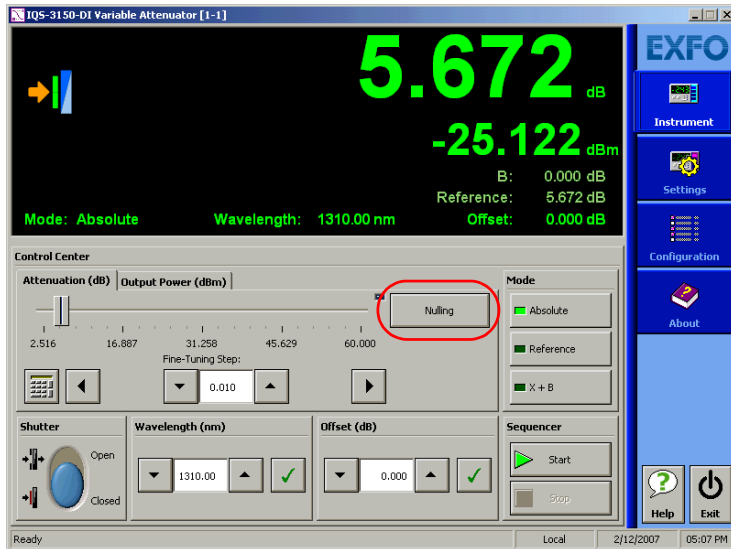 IQS-3150-DI Variable Attenuator [1-1]
EXFO
5.672 dB
-25.122 dBm
B: 0.000 dB
Reference: 5.672 dB
Mode: Absolute Wavelength: 1310.00 nm Offset: 0.000 dB
Instrument
Settings
Configuration
About
Control Center
Attenuation (dB) Output Power (dBm)
Nulling
2.516 16.887 31.258 45.629 60.000
Fine-Tuning Step:
0.010
Mode
Absolute
Reference
X + B
Shutter
Open
Closed
Wavelength (nm)
1310.00
Offset (dB)
0.000
Sequencer
Start
Stop
Help Exit
Ready Local 2/12/2007 05:07 PM